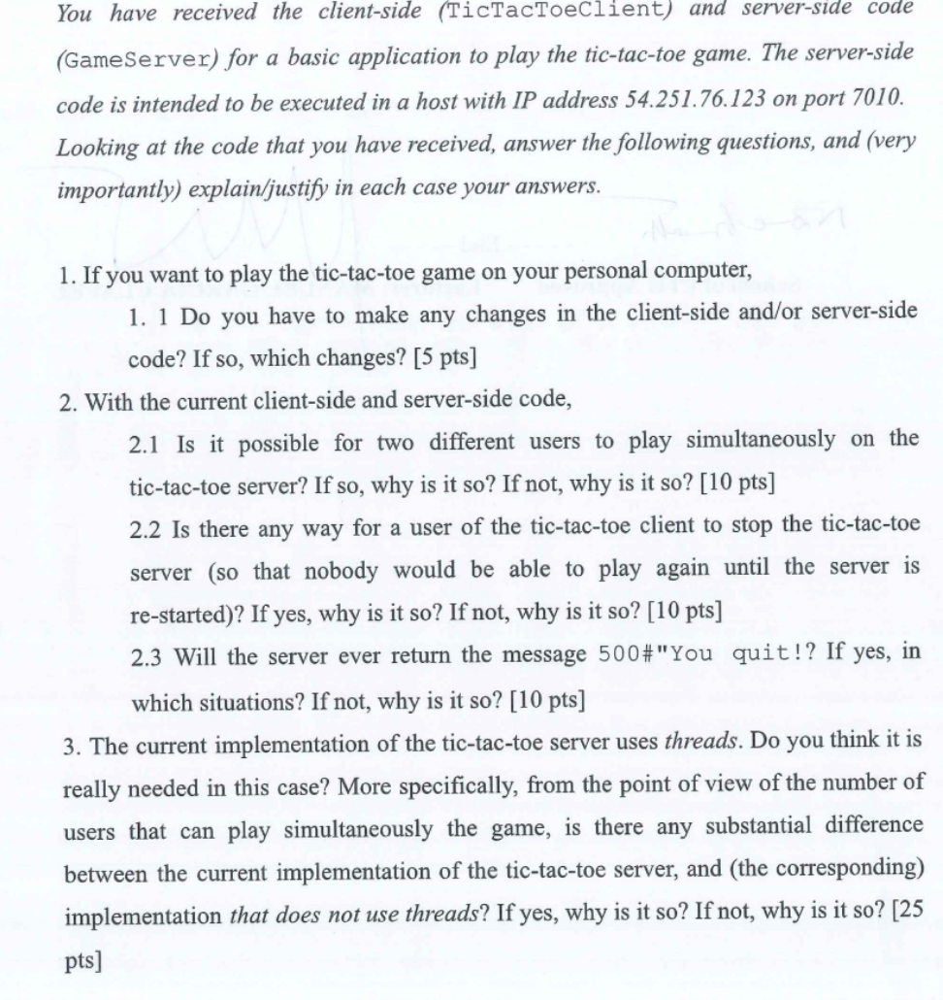 You have received the client-side (TicTacToeClient) and server-side code
(GameServer) for a basic application to play the tic-tac-toe game. The server-side
code is intended to be executed in a host with IP address 54.251.76.123 on port 7010.
Looking at the code that you have received, answer the following questions, and (very
importantly) explain/justify in each case your answers.
1. If you want to play the tic-tac-toe game on your personal computer,
1. 1 Do you have to make any changes in the client-side and/or server-side
code? If so, which changes? [5 pts]
2. With the current client-side and server-side code,
2.1 Is it possible for two different users to play simultaneously on the
tic-tac-toe server? If so, why is it so? If not, why is it so? [10 pts]
2.2 Is there any way for a user of the tic-tac-toe client to stop the tic-tac-toe
server (so that nobody would be able to play again until the server is
re-started)? If yes, why is it so? If not, why is it so? [10 pts]
2.3 Will the server ever return the message 500#"You quit!? If yes, in
which situations? If not, why is it so? [10 pts]
3. The current implementation of the tic-tac-toe server uses threads. Do you think it is
really needed in this case? More specifically, from the point of view of the number of
users that can play simultaneously the game, is there any substantial difference
between the current implementation of the tic-tac-toe server, and (the corresponding)
implementation that does not use threads? If yes, why is it so? If not, why is it so? [25
pts]